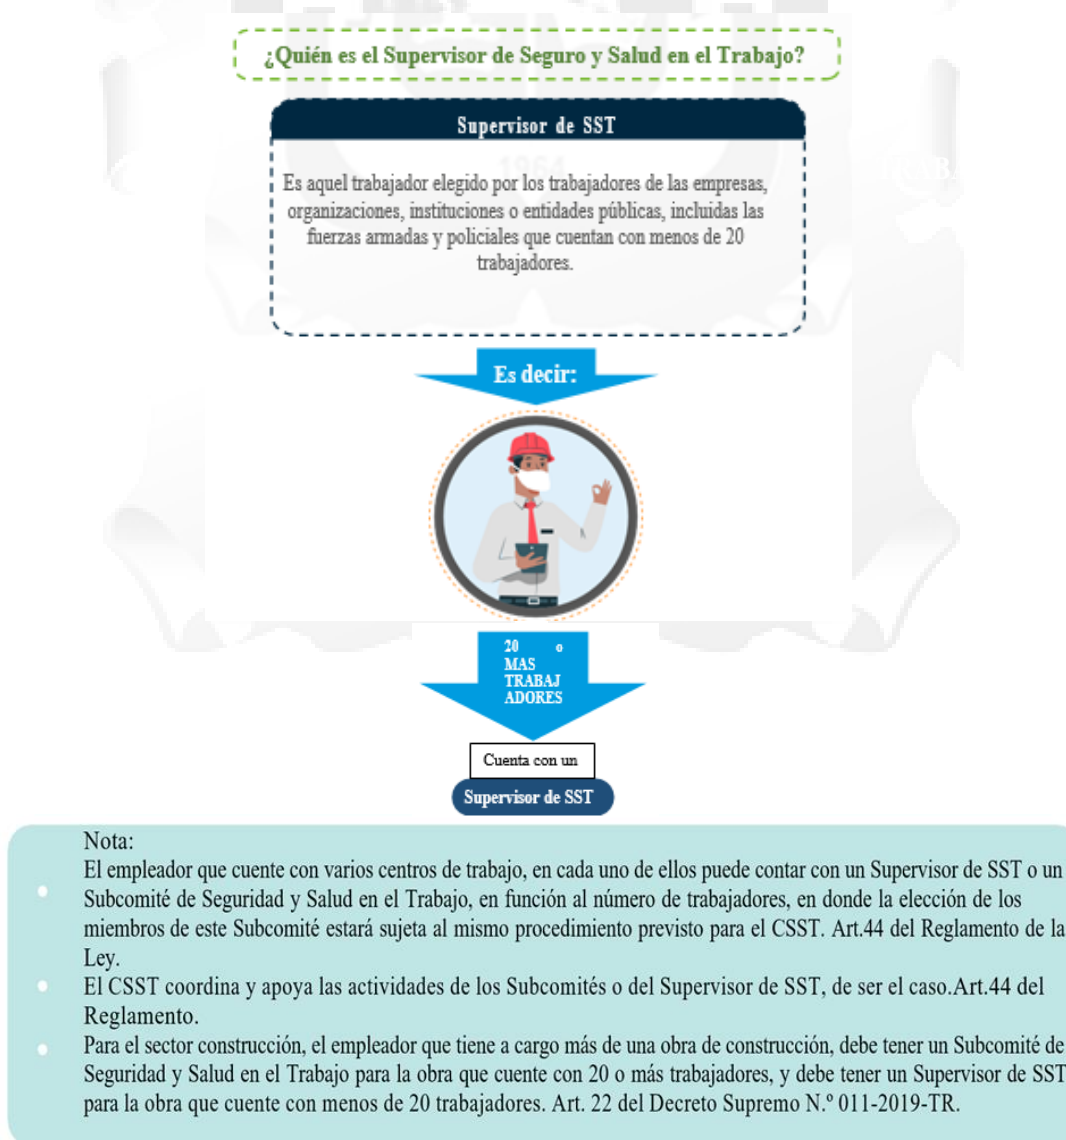 ¿Quién es el Supervisor de Seguro y Salud en el Trabajo?
Supervisor de SST
1964
Es aquel trabajador elegido por los trabajadores de las empresas,
organizaciones, instituciones o entidades públicas, incluidas las
fuerzas armadas y policiales que cuentan con menos de 20
trabajadores.
Es decir:
20 o
MAS
TRABAJ
ADORES
Cuenta con un
Supervisor de SST
Nota:
El empleador que cuente con varios centros de trabajo, en cada uno de ellos puede contar con un Supervisor de SST o un
Subcomité de Seguridad y Salud en el Trabajo, en función al número de trabajadores, en donde la elección de los
miembros de este Subcomité estará sujeta al mismo procedimiento previsto para el CSST. Art.44 del Reglamento de la
Ley.
El CSST coordina y apoya las actividades de los Subcomités o del Supervisor de SST, de ser el caso.Art.44 del
Reglamento.
Para el sector construcción, el empleador que tiene a cargo más de una obra de construcción, debe tener un Subcomité de
Seguridad y Salud en el Trabajo para la obra que cuente con 20 o más trabajadores, y debe tener un Supervisor de SST
para la obra que cuente con menos de 20 trabajadores. Art. 22 del Decreto Supremo N.º 011-2019-TR.